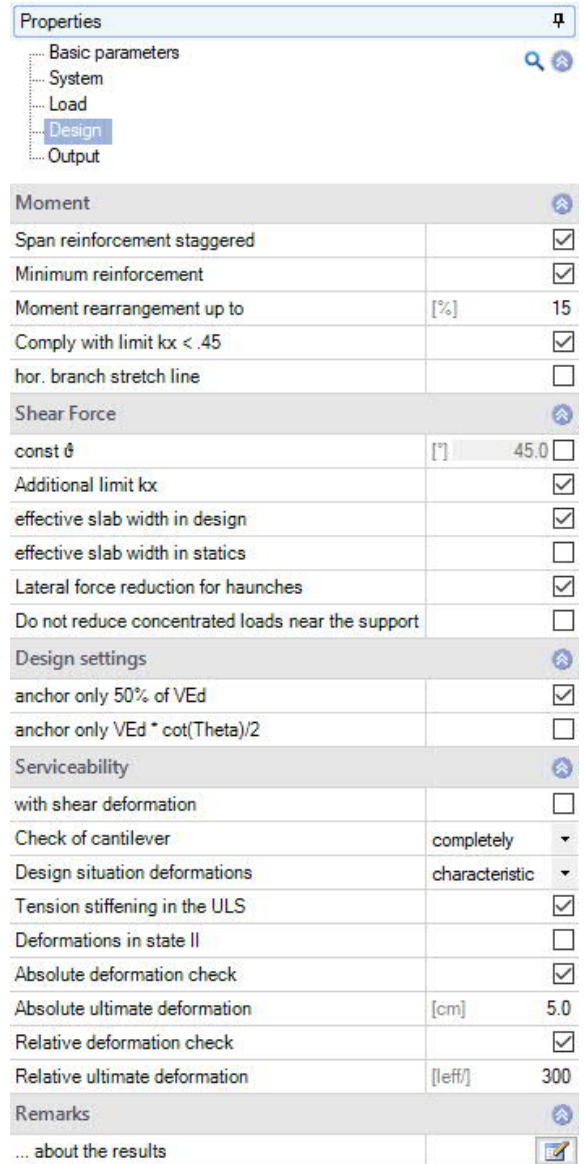 Properties
Basic parameters
System
Load
Design
Output
Moment
Span reinforcement staggered
Minimum reinforcement
Moment rearrangement up to [%] 15
Comply with limit kx < .45
hor. branch stretch line
Shear Force
const ϑ [°] 45.0
Additional limit kx
effective slab width in design
effective slab width in statics
Lateral force reduction for haunches
Do not reduce concentrated loads near the support
Design settings
anchor only 50% of VEd
anchor only VEd * cot(Theta)/2
Serviceability
with shear deformation
Check of cantilever completely
Design situation deformations characteristic
Tension stiffening in the ULS
Deformations in state II
Absolute deformation check
Absolute ultimate deformation [cm] 5.0
Relative deformation check
Relative ultimate deformation [leff/] 300
Remarks
... about the results